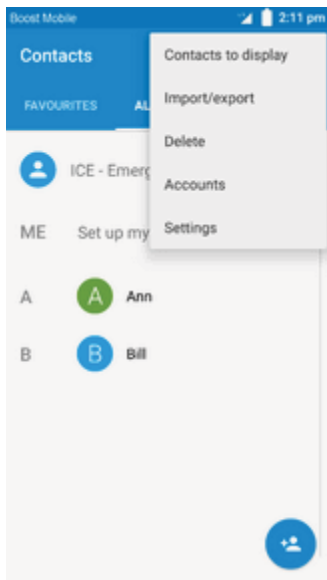 Boost Mobile 2:11 pm
Contacts
Contacts to display
Import/export
Delete
Accounts
Settings
FAVOURITES AL
ICE - Emerg
ME Set up my
A A Ann
B B Bill